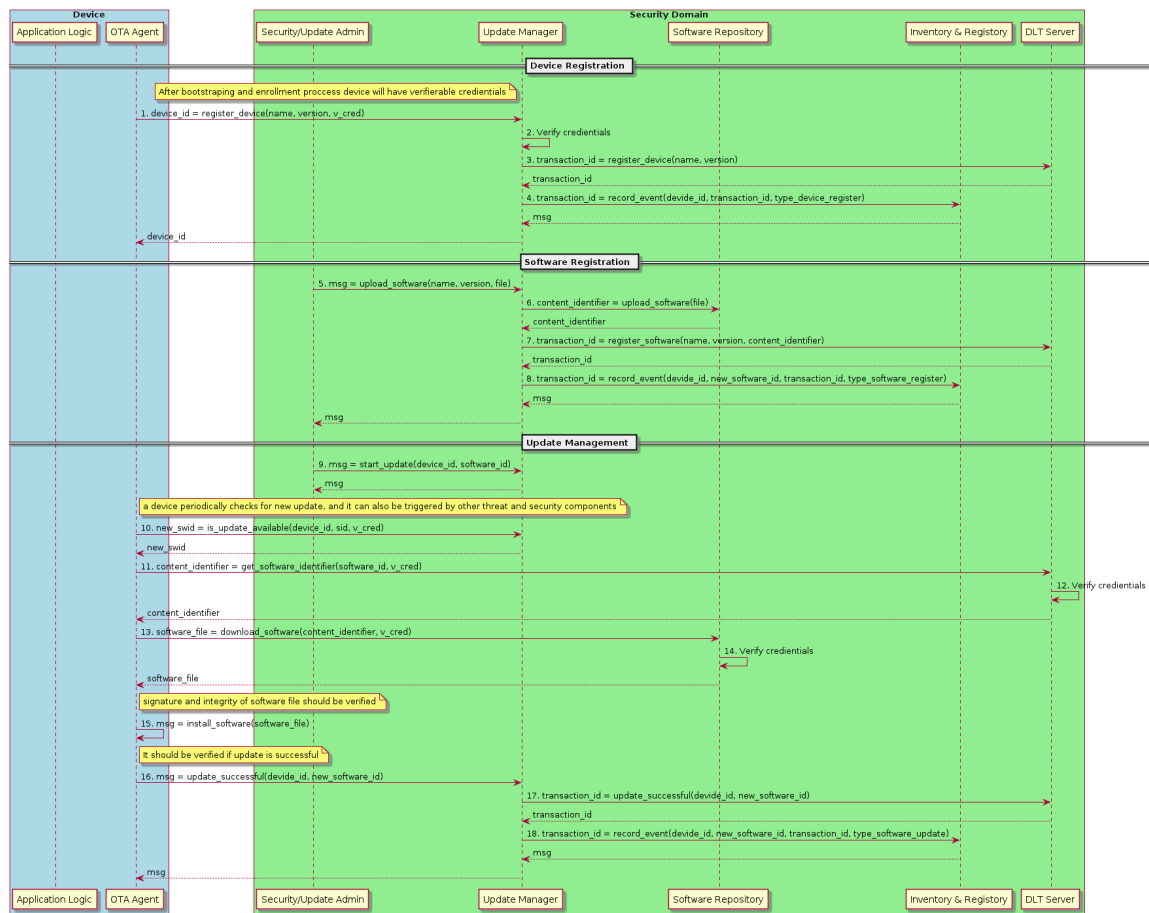 Device
Security Domain
Application Logic
OTA Agent
Security/Update Admin
Update Manager
Software Repository
Inventory & Registory
DLT Server
Device Registration
After bootstraping and enrollment proccess device will have verifierable credientials
1. device_id = register_device(name, version, v_cred)
2. Verify credientials
3. transaction_id = register_device(name, version)
transaction_id
4. transaction_id = record_event(devide_id, transaction_id, type_device_register)
msg
device_id
Software Registration
5. msg = upload_software(name, version, file)
6. content_identifier = upload_software(file)
content_identifier
7. transaction_id = register_software(name, version, content_identifier)
transaction_id
8. transaction_id = record_event(devide_id, new_software_id, transaction_id, type_software_register)
msg
msg
Update Management
9. msg = start_update(device_id, software_id)
msg
a device periodically checks for new update, and it can also be triggered by other threat and security components
10. new_swid = is_update_available(device_id, sid, v_cred)
new_swid
11. content_identifier = get_software_identifier(software_id, v_cred)
12. Verify credientials
content_identifier
13. software_file = download_software(content_identifier, v_cred)
14. Verify credientials
software_file
signature and integrity of software file should be verified
15. msg = install_software(software_file)
It should be verified if update is successful
16. msg = update_successful(devide_id, new_software_id)
17. transaction_id = update_successful(devide_id, new_software_id)
transaction_id
18. transaction_id = record_event(devide_id, new_software_id, transaction_id, type_software_update)
msg
msg
Application Logic
OTA Agent
Security/Update Admin
Update Manager
Software Repository
Inventory & Registory
DLT Server